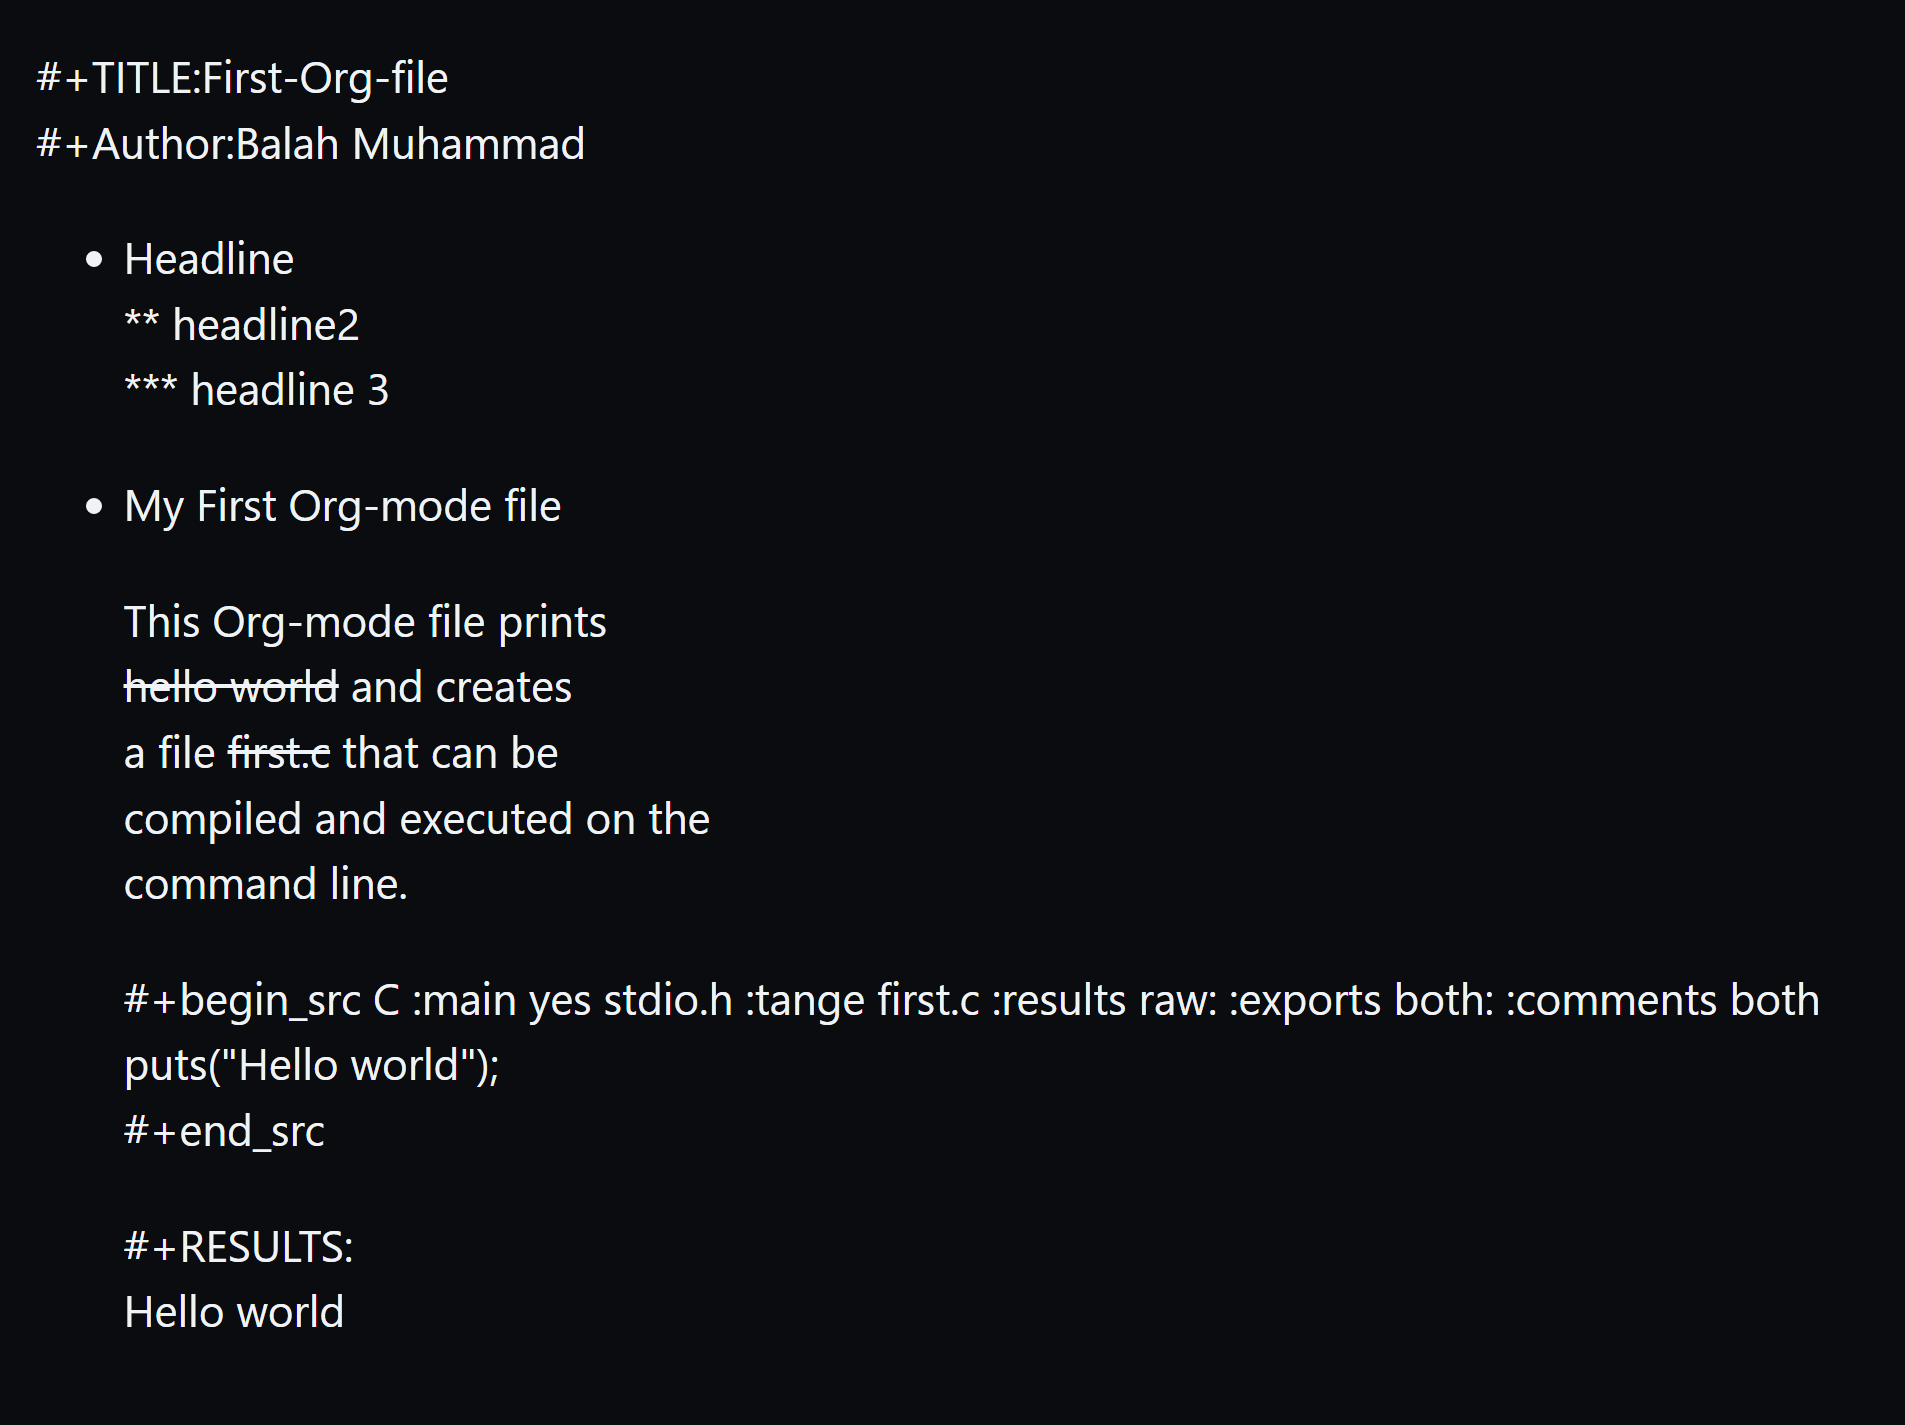 #+TITLE:First-Org-file
#+Author:Balah Muhammad
• Headline
** headline2
*** headline 3
• My First Org-mode file
This Org-mode file prints
hello world and creates
a file first.c that can be
compiled and executed on the
command line.
#+begin_src C :main yes stdio.h :tange first.c :results raw: :exports both: :comments both
puts("Hello world");
#+end_src
#+RESULTS:
Hello world